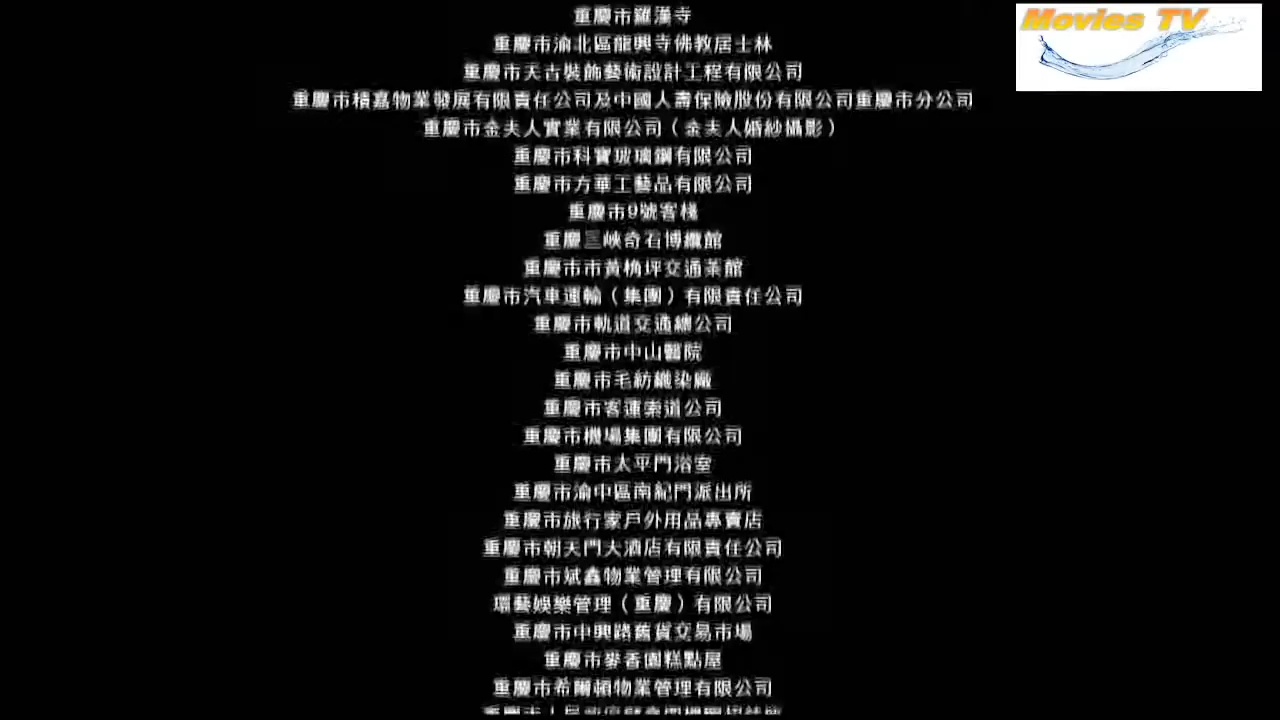 重慶市羅漢寺
Movies TV
重慶市渝北區龍興寺佛教居士林
重慶市天古裝飾藝術設計工程有限公司
重慶市積嘉物業發展有限責任公司及中國人壽保險股份有限公司重慶市分公司
重慶市金夫人實業有限公司（金夫人婚紗攝影）
重慶市科寶玻璃鋼有限公司
重慶市方華工藝品有限公司
重慶市9號客棧
重慶三峽奇石博物館
重慶市市黃桷坪交通茶館
重慶市汽車運輸（集團）有限責任公司
重慶市軌道交通總公司
重慶市中山醫院
重慶市毛紡織染廠
重慶市客運索道公司
重慶市機場集團有限公司
重慶市太平門浴室
重慶市渝中區南紀門派出所
重慶市旅行家戶外用品專賣店
重慶市朝天門大酒店有限責任公司
重慶市斌鑫物業管理有限公司
環藝娛樂管理（重慶）有限公司
重慶市中興路舊貨交易市場
重慶市麥香園糕點屋
重慶市希爾頓物業管理有限公司